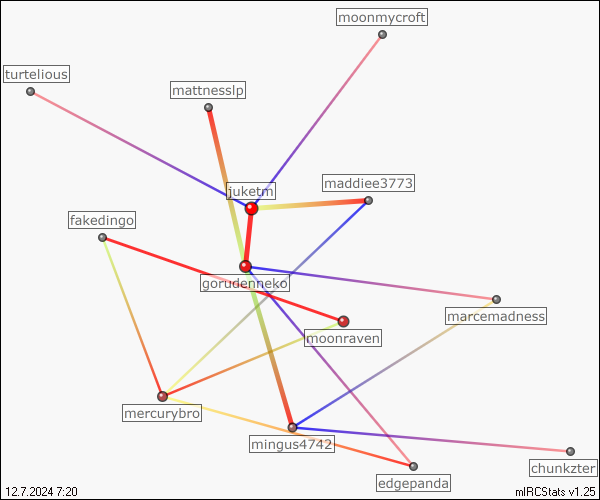 moonmycroft
turtelious
mattnesslp
maddiee3773
juketm
fakedingo
gorudenneko
marcemadness
moonraven
mercurybro
mingus4742
chunkzter
edgepanda
12.7.2024 7:20
mIRCStats v1.25